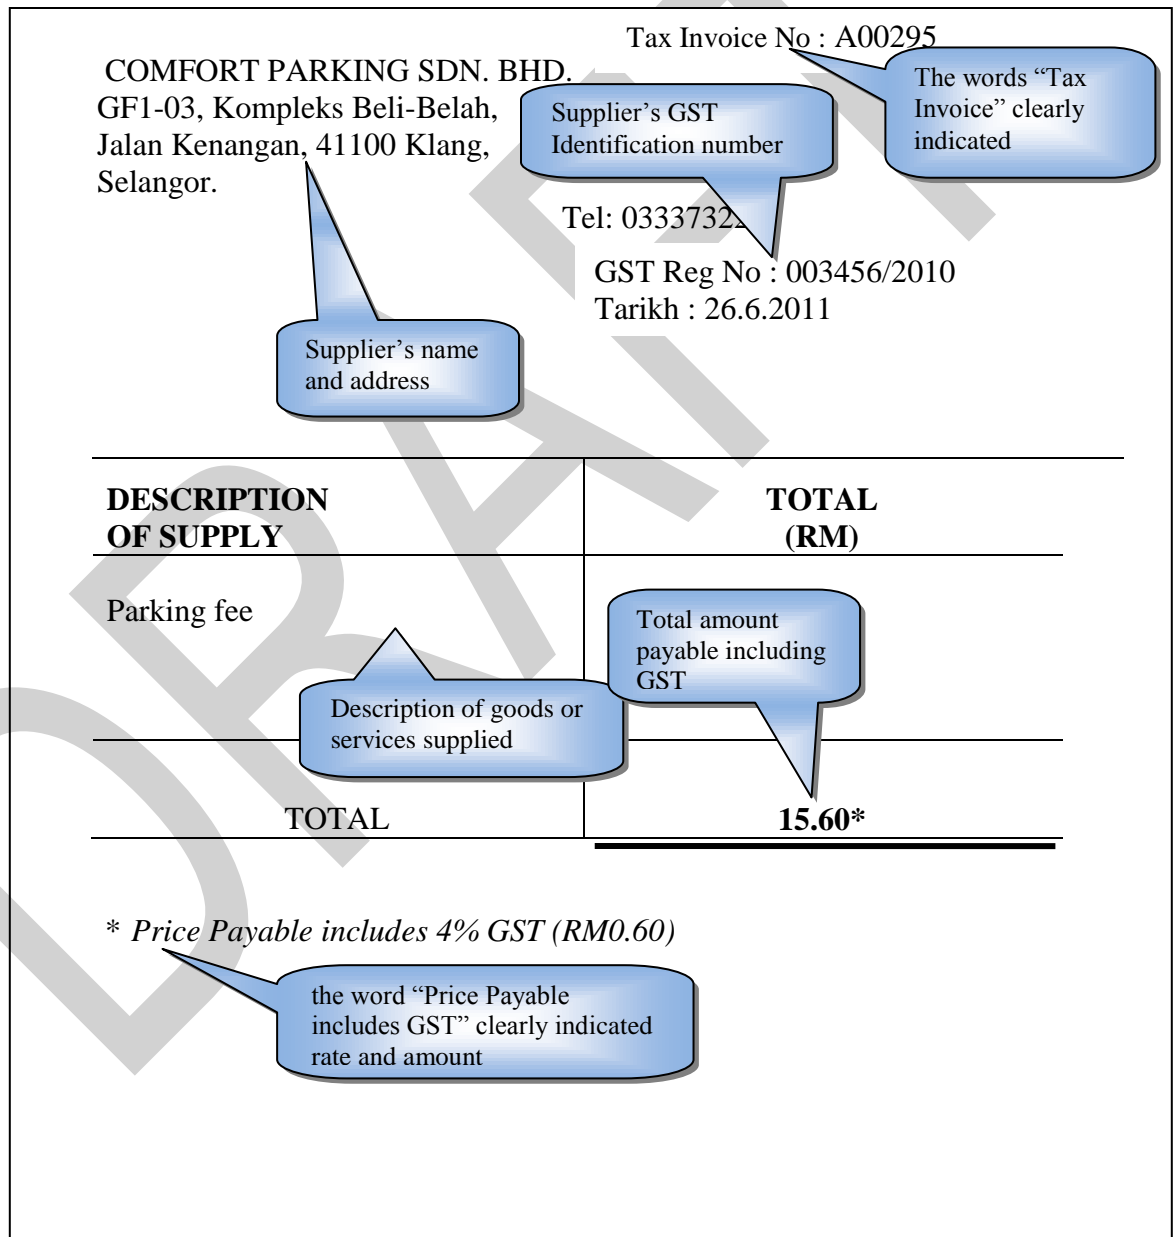 Tax Invoice No : A00295
COMFORT PARKING SDN. BHD.
GF1-03, Kompleks Beli-Belah,
Jalan Kenangan, 41100 Klang,
Selangor.
The words “Tax
Invoice” clearly
indicated
Supplier’s GST
Identification number
Tel:
GST Reg No : 003456/2010
Tarikh : 26.6.2011
Supplier’s name
and address
DESCRIPTION
OF SUPPLY
TOTAL
(RM)
Parking fee
Total amount
payable including
GST
Description of goods or
services supplied
TOTAL
15.60*
* Price Payable includes 4% GST (RM0.60)
the word “Price Payable
includes GST” clearly indicated
rate and amount
DRAFT